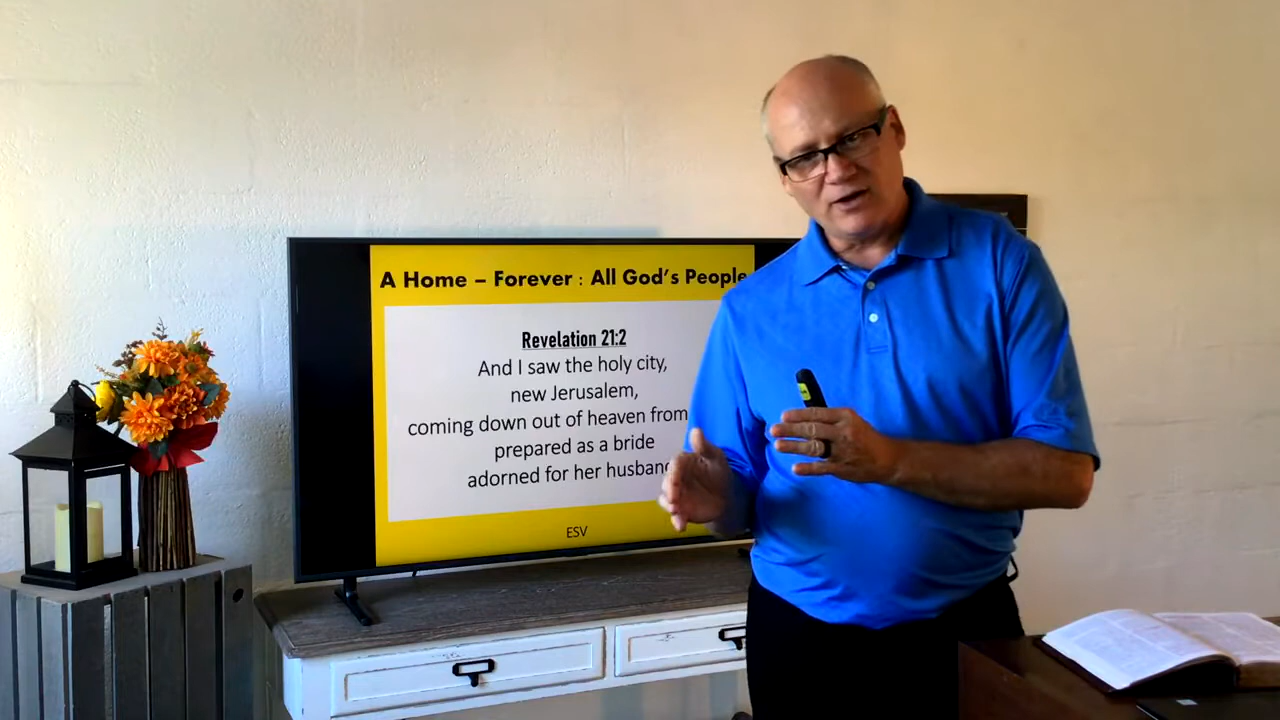 A Home – Forever : All God's People
Revelation 21:2
And I saw the holy city,
new Jerusalem,
coming down out of heaven from
prepared as a bride
adorned for her husband
ESV